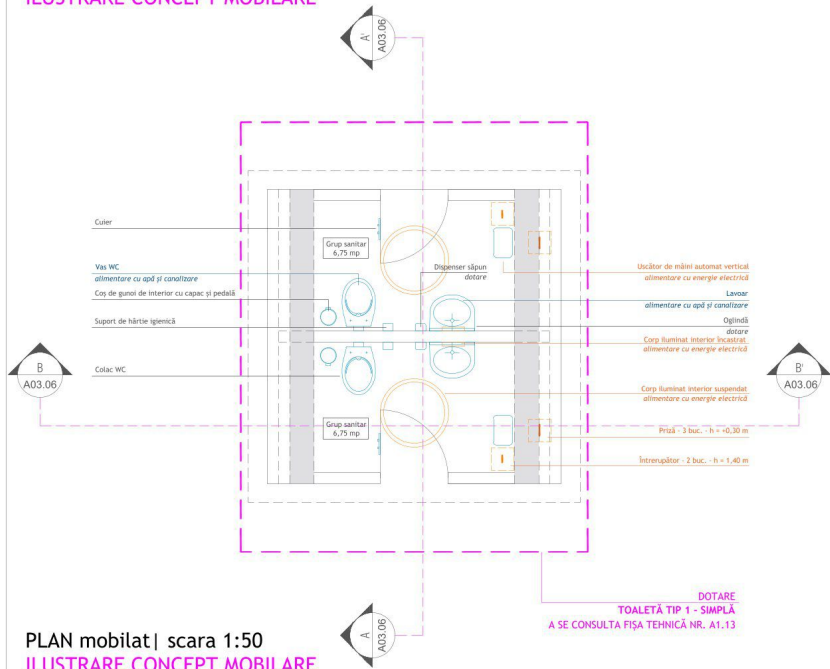 ILUSTRARE CONCEPT MOBILARE
A'
A03.06
Cuier
Grup sanitar
6,75 mp
Vas WC
alimentare cu apă și canalizare
Coș de gunoi de interior cu capac și pedală
Suport de hârtie igienică
Colac WC
Dispenser săpun
dotare
Uscător de mâini automat vertical
alimentare cu energie electrică
Lavoar
alimentare cu apă și canalizare
Oglindă
dotare
Corp iluminat interior încastrat
alimentare cu energie electrică
B
A03.06
B'
A03.06
Corp iluminat interior suspendat
alimentare cu energie electrică
Grup sanitar
6,75 mp
Priză - 3 buc. - h = +0,30 m
Întrerupător - 2 buc. - h = 1,40 m
DOTARE
TOALETĂ TIP 1 - SIMPLĂ
A SE CONSULTA FIȘA TEHNICĂ NR. A1.13
A
A03.06
PLAN mobilat| scara 1:50
ILUSTRARE CONCEPT MOBILARE